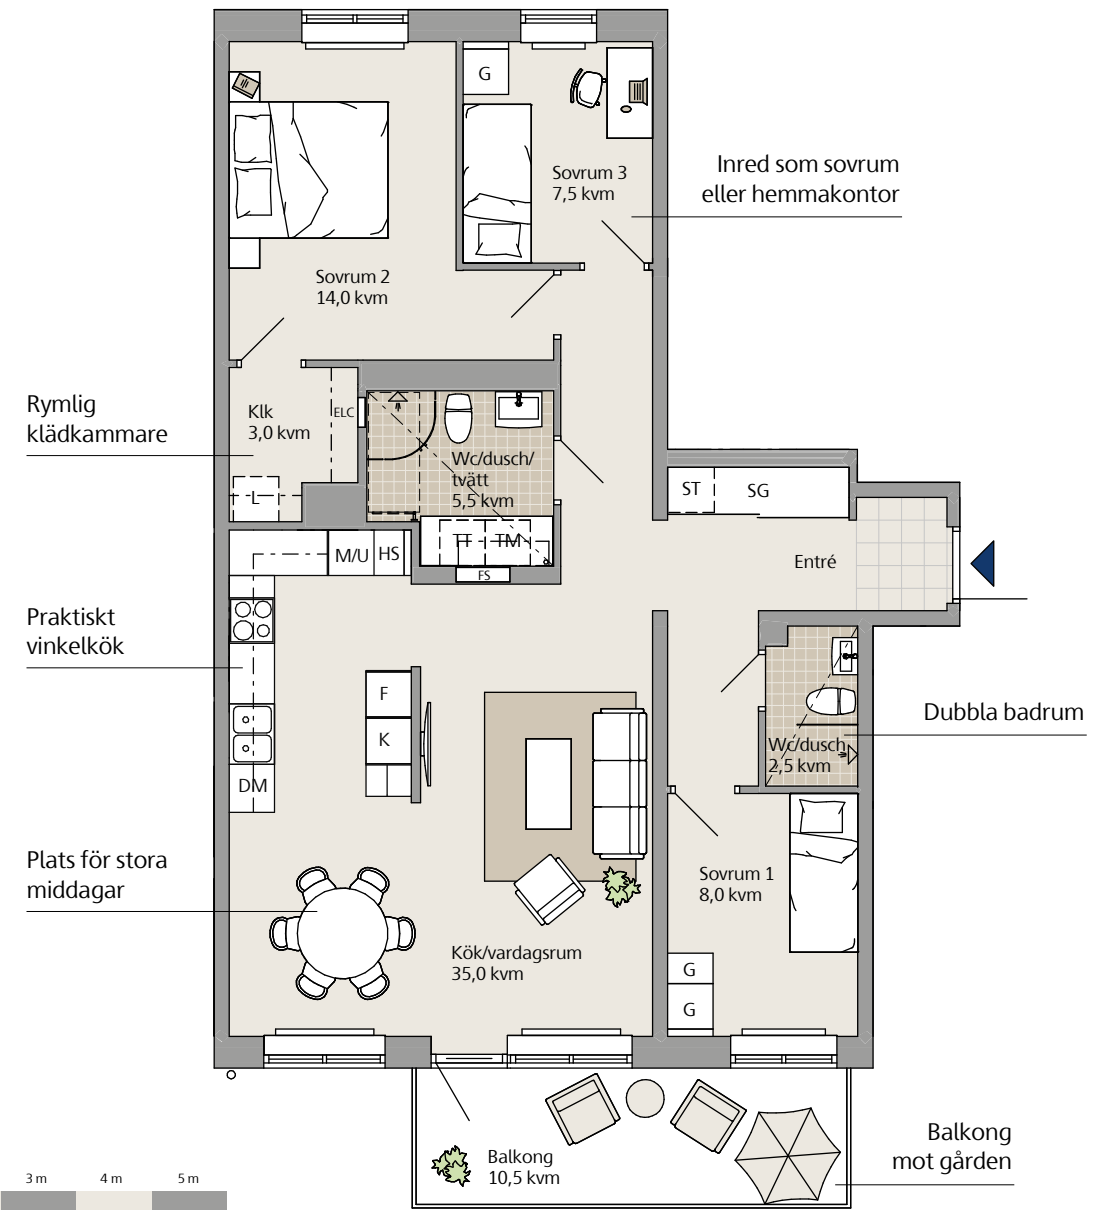 G
Sovrum 3
7,5 kvm
Inred som sovrum
eller hemmakontor
Sovrum 2
14,0 kvm
Rymlig
klädkammare
Klk
3,0 kvm
ELC
L
Wc/dusch/
tvätt
5,5 kvm
TT
TM
FS
ST
SG
Entré
M/U
HS
Praktiskt
vinkelkök
F
K
DM
Dubbla badrum
Wc/dusch
2,5 kvm
Plats för stora
middagar
Sovrum 1
8,0 kvm
Kök/vardagsrum
35,0 kvm
G
G
Balkong
10,5 kvm
Balkong
mot gården
3 m
4 m
5 m